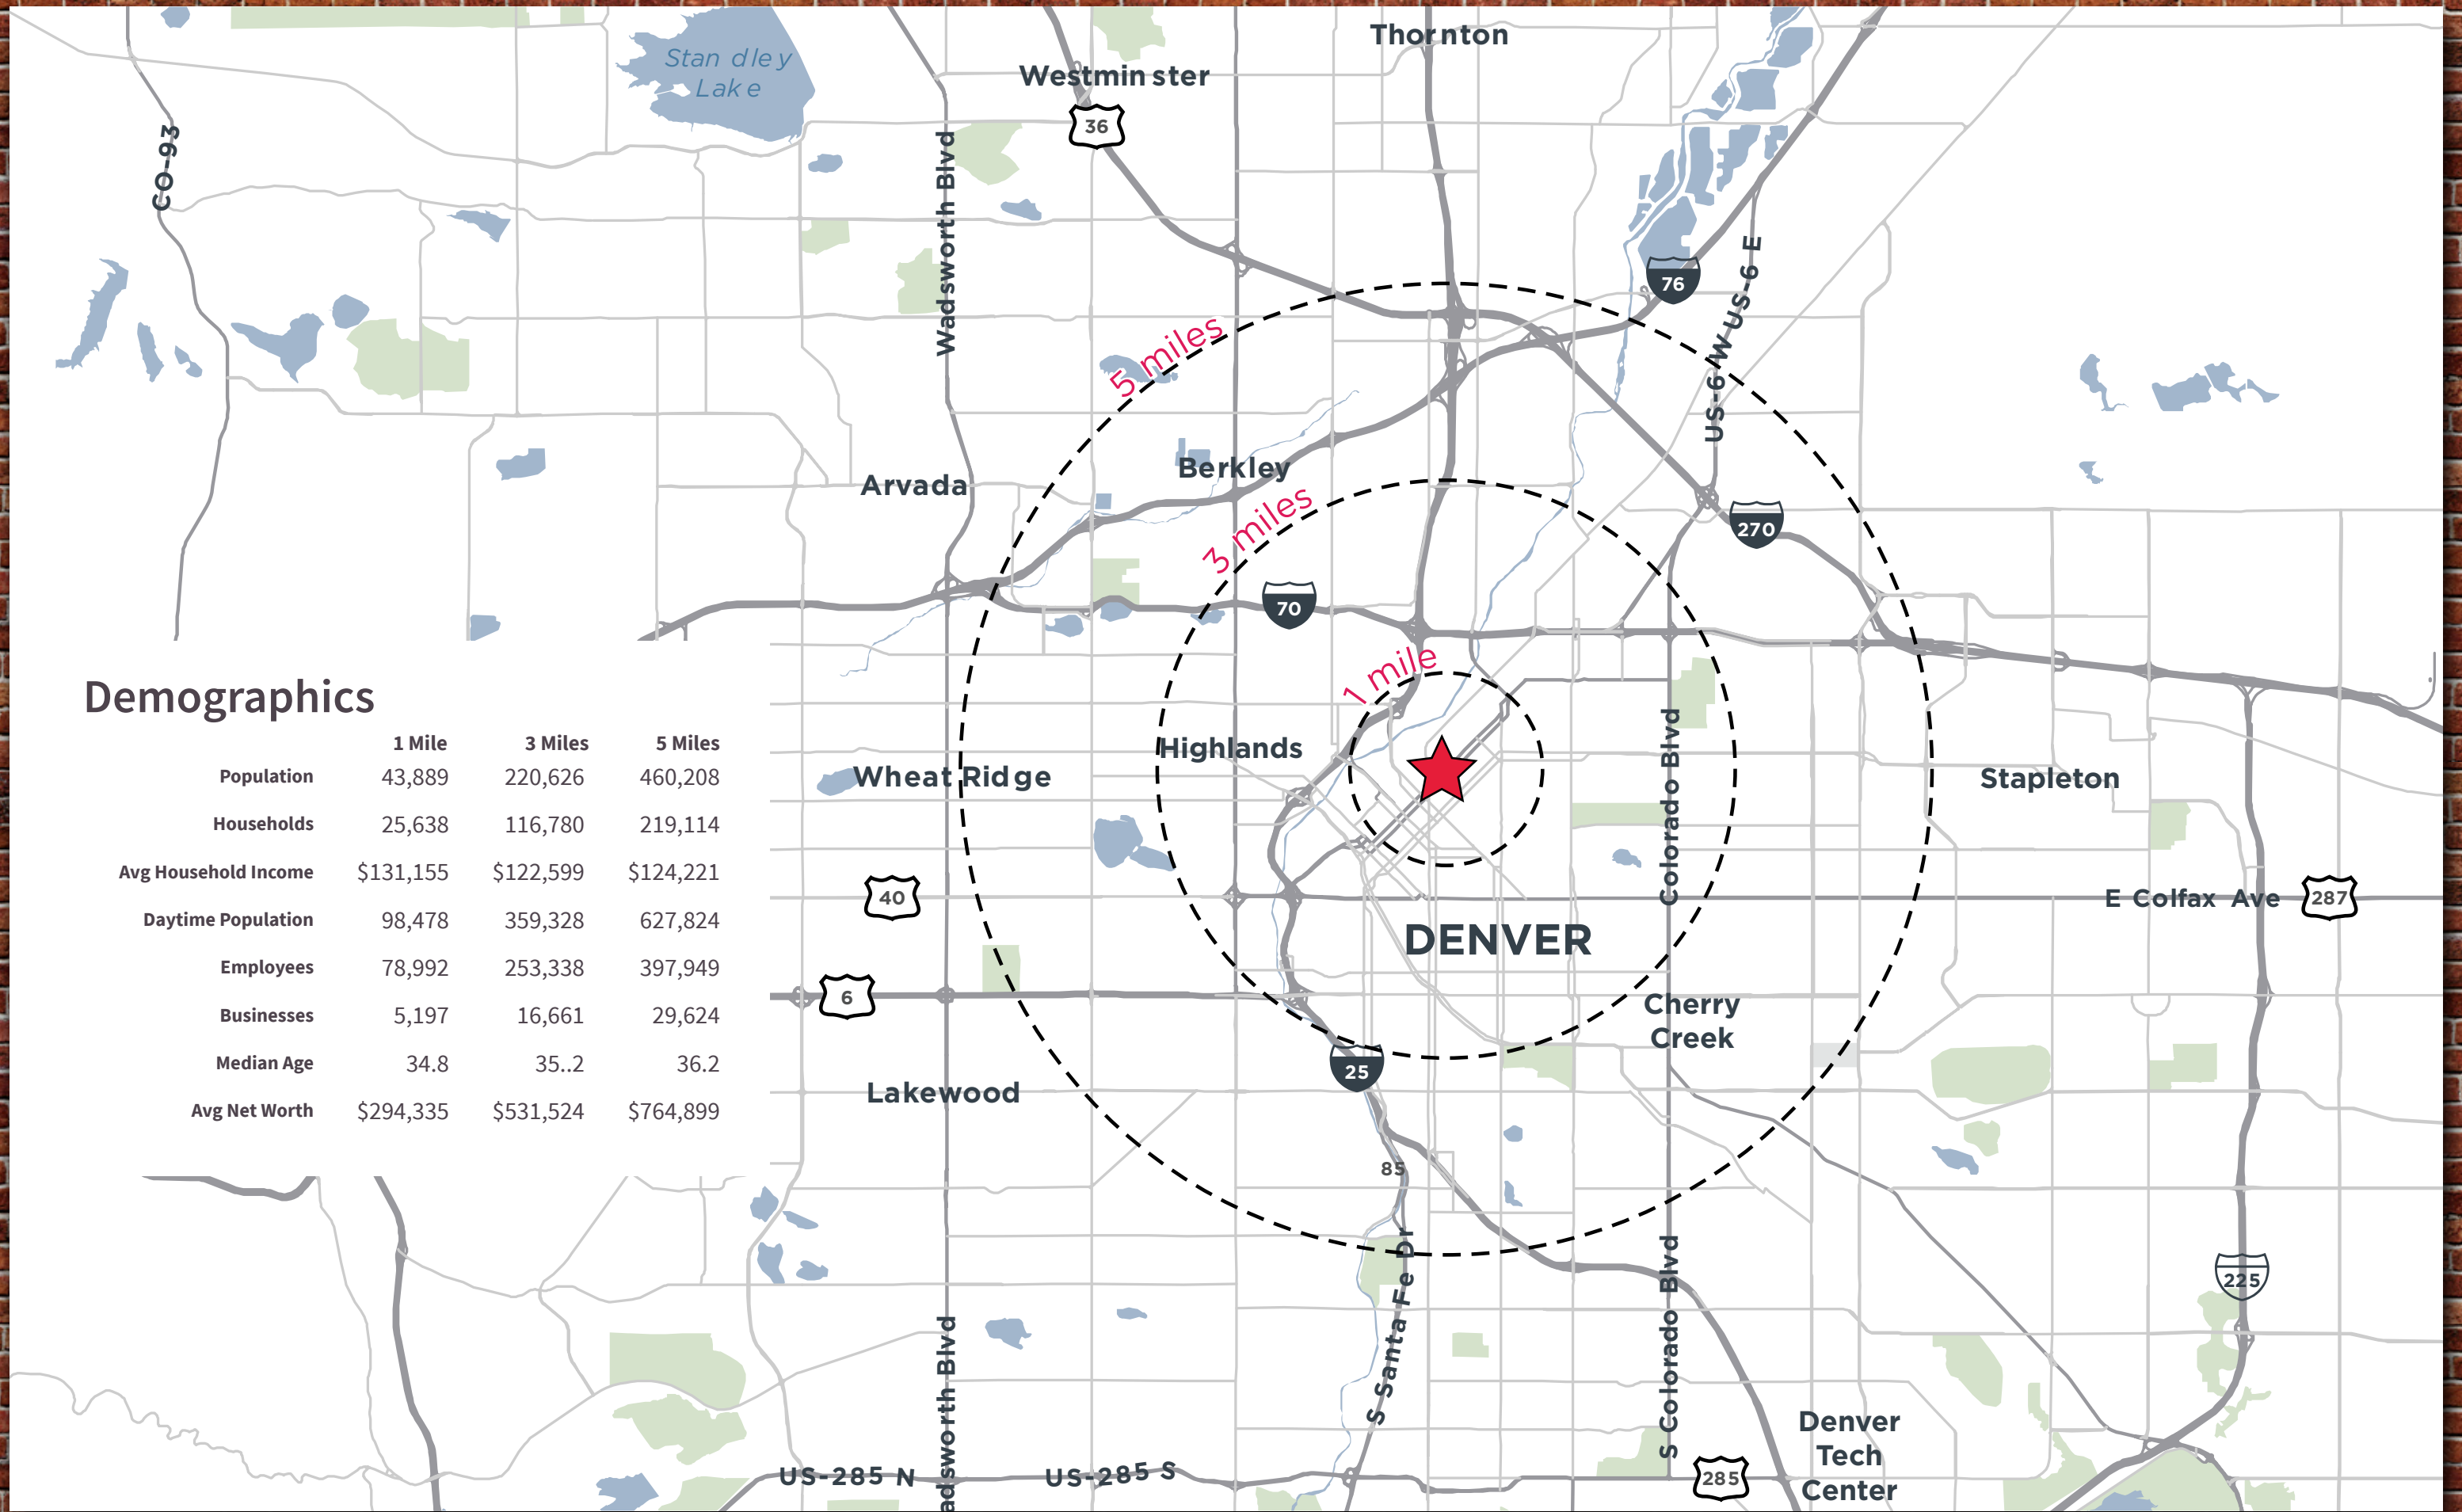 Thornton
Stan dley
Lake
Westmin ster
36
CO-93
Wadsworth Blvd
76
US-6 W US-6 E
5 miles
Berkley
Arvada
3 miles
270
70
1 mile
Highlands
Wheat Ridge
Colorado Blvd
Stapleton
40
E Colfax Ave
287
DENVER
6
Cherry
Creek
25
Lakewood
85
S Santa Fe Dr
S Colorado Blvd
225
adsworth Blvd
Denver
Tech
Center
US-285 N
US-285 S
285
Demographics
1 Mile 3 Miles 5 Miles
Population 43,889 220,626 460,208
Households 25,638 116,780 219,114
Avg Household Income $131,155 $122,599 $124,221
Daytime Population 98,478 359,328 627,824
Employees 78,992 253,338 397,949
Businesses 5,197 16,661 29,624
Median Age 34.8 35..2 36.2
Avg Net Worth $294,335 $531,524 $764,899